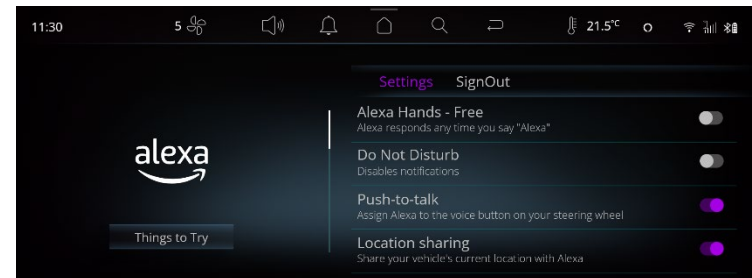 11:30
5
21.5°C
Settings SignOut
Alexa Hands - Free
Alexa responds any time you say "Alexa"
Do Not Disturb
Disables notifications
alexa
Push-to-talk
Assign Alexa to the voice button on your steering wheel
Things to Try
Location sharing
Share your vehicle's current location with Alexa